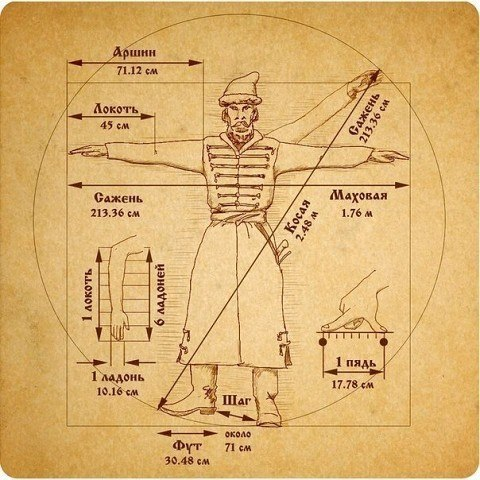 Аршин
71.12 см
Локоть
45 см
Сажень
213.36 см
Сажень
213.36 см
Маховая
1.76 м
Косая
2.48 м
1 локоть
6 ладоней
1 ладонь
10.16 см
1 пядь
17.78 см
Шаг
около
71 см
Фут
30.48 см